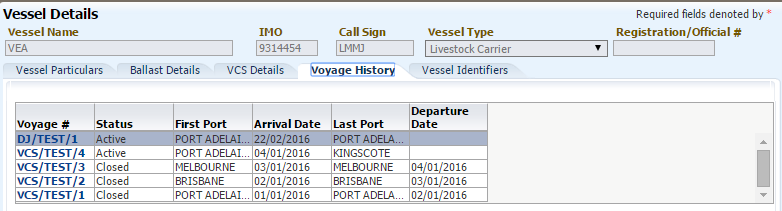 Vessel Details
Required fields denoted by *
Vessel Name IMO Call Sign Vessel Type Registration/Official #
VEA 9314454 LMMJ Livestock Carrier
Vessel Particulars Ballast Details VCS Details Voyage History Vessel Identifiers
Voyage # Status First Port Arrival Date Last Port Departure Date
DJ/TEST/1 Active PORT ADELAI... 22/02/2016 PORT ADELA...
VCS/TEST/4 Active PORT ADELAI... 04/01/2016 KINGSCOTE
VCS/TEST/3 Closed MELBOURNE 03/01/2016 MELBOURNE 04/01/2016
VCS/TEST/2 Closed BRISBANE 02/01/2016 BRISBANE 03/01/2016
VCS/TEST/1 Closed PORT ADELAI... 01/01/2016 PORT ADELA... 02/01/2016